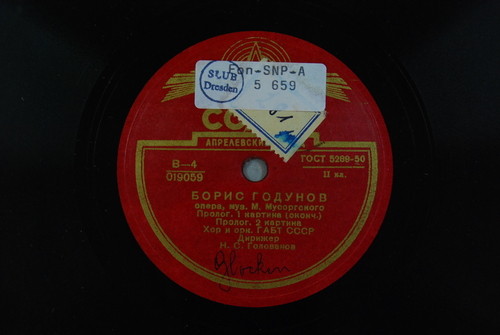 Fon-SNP-A
5 659
SLUB
Dresden
АПРЕЛЕВСКИЙ
В—4
019059
ГОСТ 5289-50
II кл.
БОРИС ГОДУНОВ
опера, муз. М. Мусоргского
Пролог. 1 картина (оконч.)
Пролог. 2 картина
Хор и орк. ГАБТ СССР
Дирижер
Н. С. Голованов